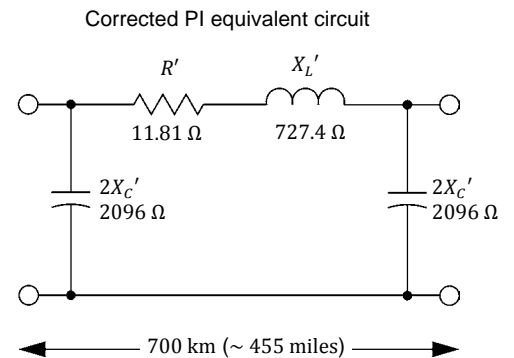 Corrected PI equivalent circuit
R′
X_L′
11.81 Ω
727.4 Ω
2X_C′
2096 Ω
2X_C′
2096 Ω
700 km (~ 455 miles)